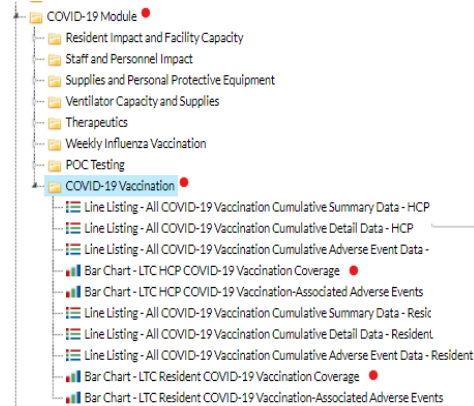 COVID-19 Module
Resident Impact and Facility Capacity
Staff and Personnel Impact
Supplies and Personal Protective Equipment
Ventilator Capacity and Supplies
Therapeutics
Weekly Influenza Vaccination
POC Testing
COVID-19 Vaccination
Line Listing - All COVID-19 Vaccination Cumulative Summary Data - HCP
Line Listing - All COVID-19 Vaccination Cumulative Detail Data - HCP
Line Listing - All COVID-19 Vaccination Cumulative Adverse Event Data -
Bar Chart - LTC HCP COVID-19 Vaccination Coverage
Bar Chart - LTC HCP COVID-19 Vaccination-Associated Adverse Events
Line Listing - All COVID-19 Vaccination Cumulative Summary Data - Resic
Line Listing - All COVID-19 Vaccination Cumulative Detail Data - Resident
Line Listing - All COVID-19 Vaccination Cumulative Adverse Event Data - Resident
Bar Chart - LTC Resident COVID-19 Vaccination Coverage
Bar Chart - LTC Resident COVID-19 Vaccination-Associated Adverse Events